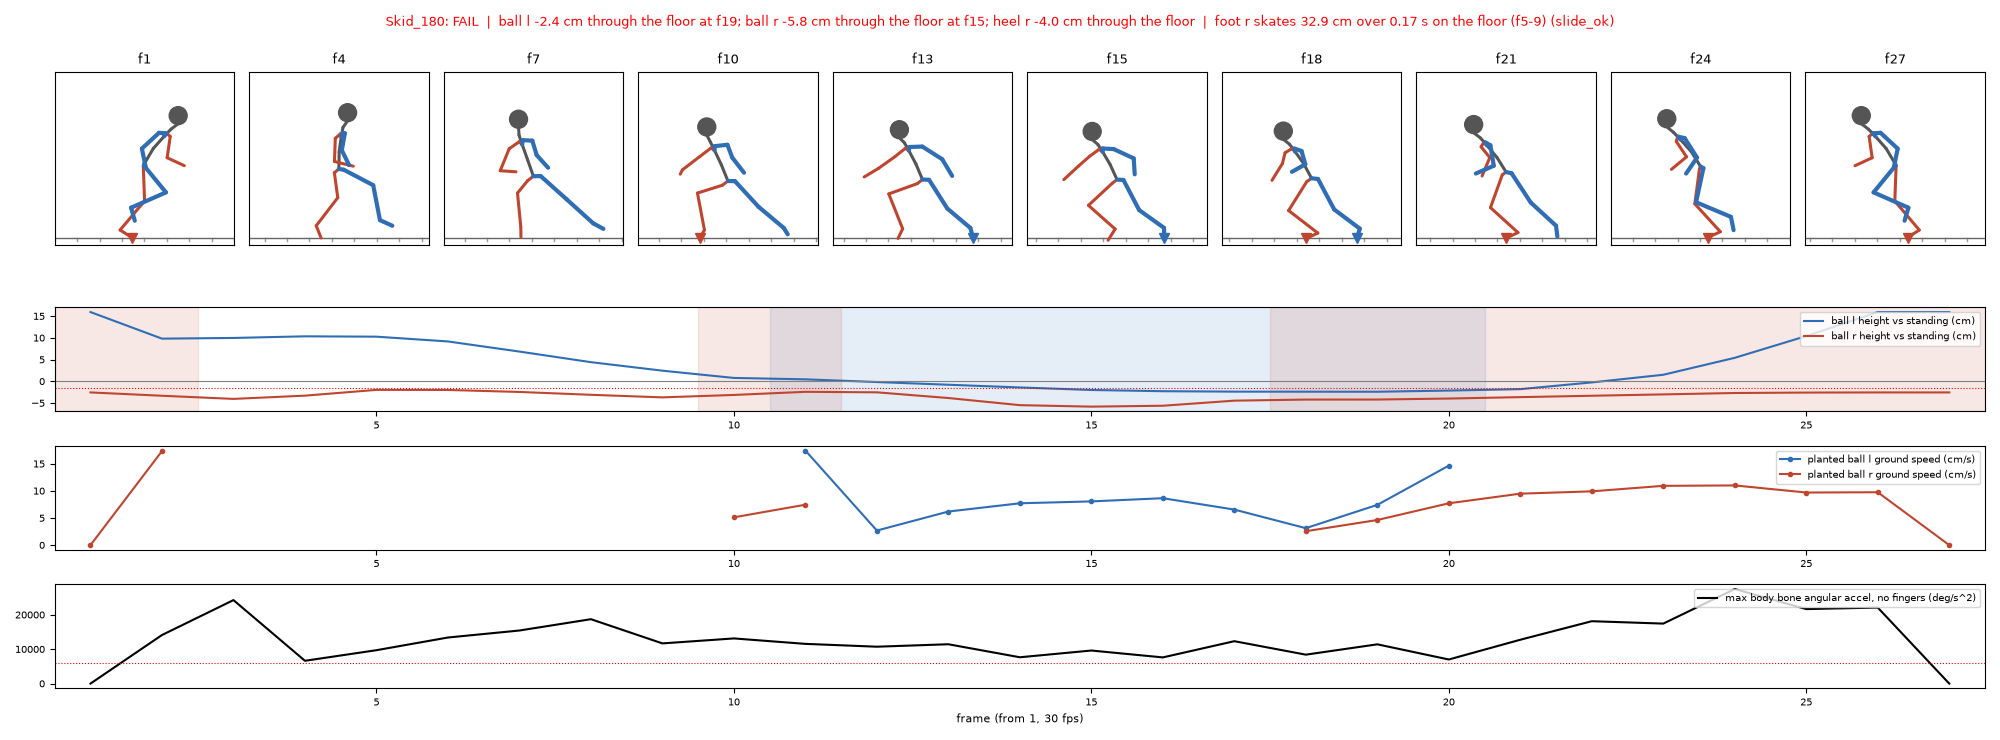 Skid_180: FAIL | ball l -2.4 cm through the floor at f19; ball r -5.8 cm through the floor at f15; heel r -4.0 cm through the floor | foot r skates 32.9 cm over 0.17 s on the floor (f5-9) (slide_ok)
f1 f4 f7 f10 f13 f15 f18 f21 f24 f27
15
10
5
0
−5
ball l height vs standing (cm)
ball r height vs standing (cm)
5 10 15 20 25
15
10
5
0
planted ball l ground speed (cm/s)
planted ball r ground speed (cm/s)
5 10 15 20 25
20000
10000
0
max body bone angular accel, no fingers (deg/s^2)
5 10 15 20 25
frame (from 1, 30 fps)